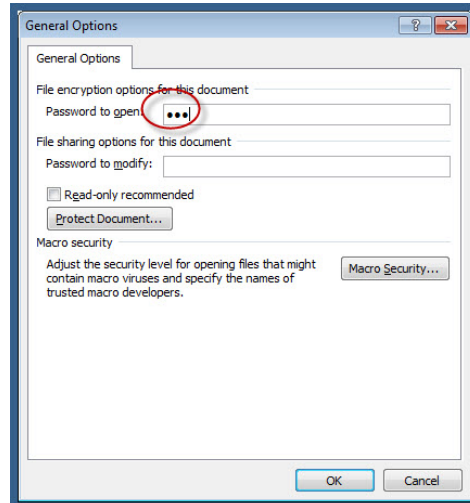 General Options
General Options
File encryption options for this document
Password to open: •••
File sharing options for this document
Password to modify:
Read-only recommended
Protect Document...
Macro security
Adjust the security level for opening files that might
contain macro viruses and specify the names of
trusted macro developers.
Macro Security...
OK Cancel